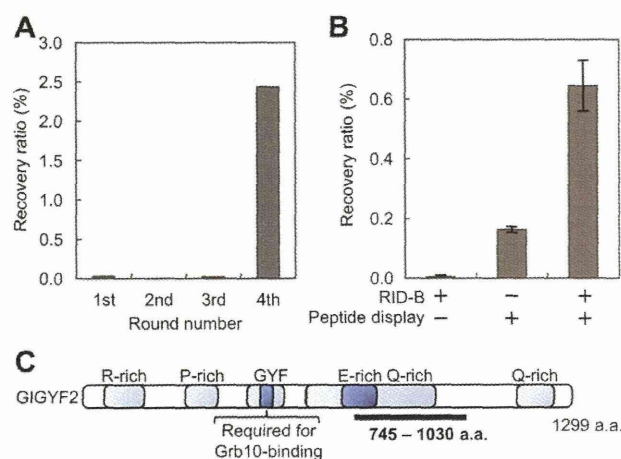 A
Recovery ratio (%)
3.0
2.5
2.0
1.5
1.0
0.5
0.0
1st 2nd 3rd 4th
Round number
B
Recovery ratio (%)
0.8
0.6
0.4
0.2
0.0
RID-B + − +
Peptide display − + +
C
R-rich P-rich GYF E-rich Q-rich Q-rich
GIGYF2
Required for
Grb10-binding
745 – 1030 a.a.
1299 a.a.